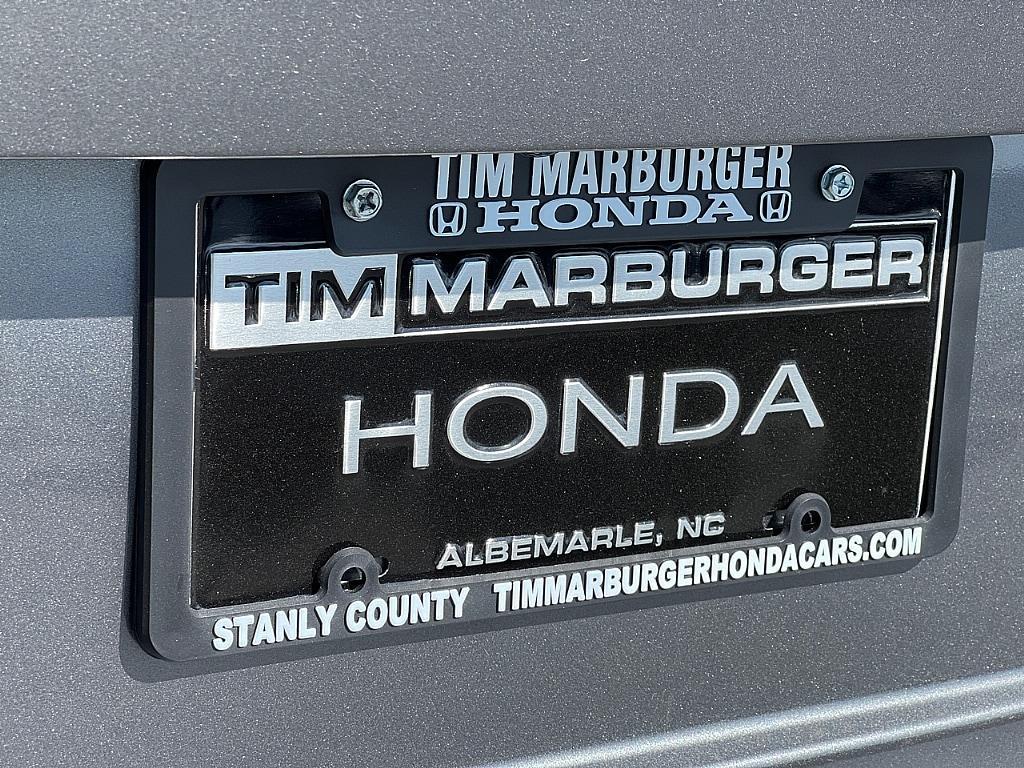 TIM MARBURGER
HONDA
TIM MARBURGER
HONDA
ALBEMARLE, NC
STANLY COUNTY TIMMARBURGERHONDACARS.COM